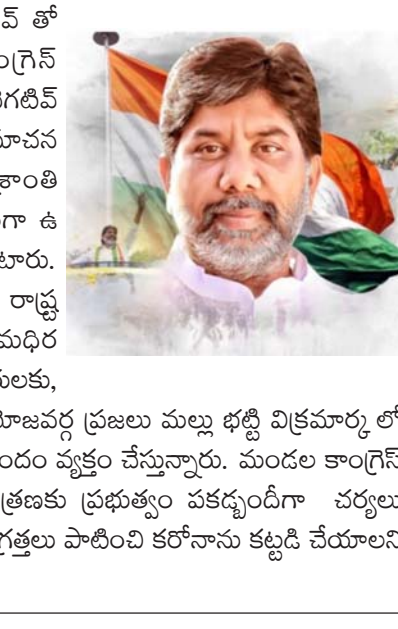 వ్ తో
ంగ్రెస్
గటివ్
చన
శ్రాంతి
గా ఉ
టారు.
రాష్ట్ర
మధిర
ులకు,
యోజవర్గ ప్రజలు మల్లు భట్టి విక్రమార్క లో
ందం వ్యక్తం చేస్తున్నారు. మండల కాంగ్రెస్
త్రణకు ప్రభుత్వం పకడ్బందీగా చర్యలు
గ్రత్తలు పాటించి కరోనాను కట్టడి చేయాలని